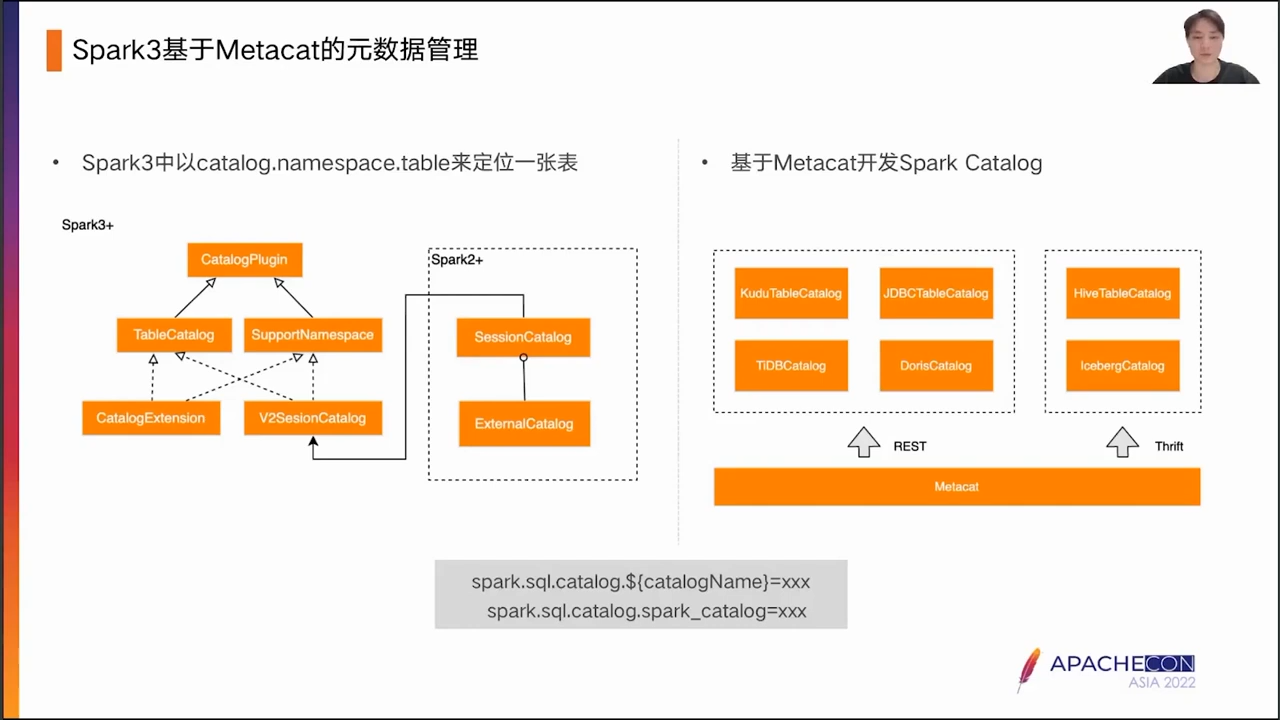 Spark3基于Metacat的元数据管理
• Spark3中以catalog.namespace.table来定位一张表
Spark3+
CatalogPlugin
TableCatalog
SupportNamespace
CatalogExtension
V2SesionCatalog
Spark2+
SessionCatalog
ExternalCatalog
• 基于Metacat开发Spark Catalog
KuduTableCatalog
JDBCTableCatalog
TiDBCatalog
DorisCatalog
HiveTableCatalog
IcebergCatalog
REST
Thrift
Metacat
spark.sql.catalog.${catalogName}=xxx
spark.sql.catalog.spark_catalog=xxx
APACHECON
ASIA 2022